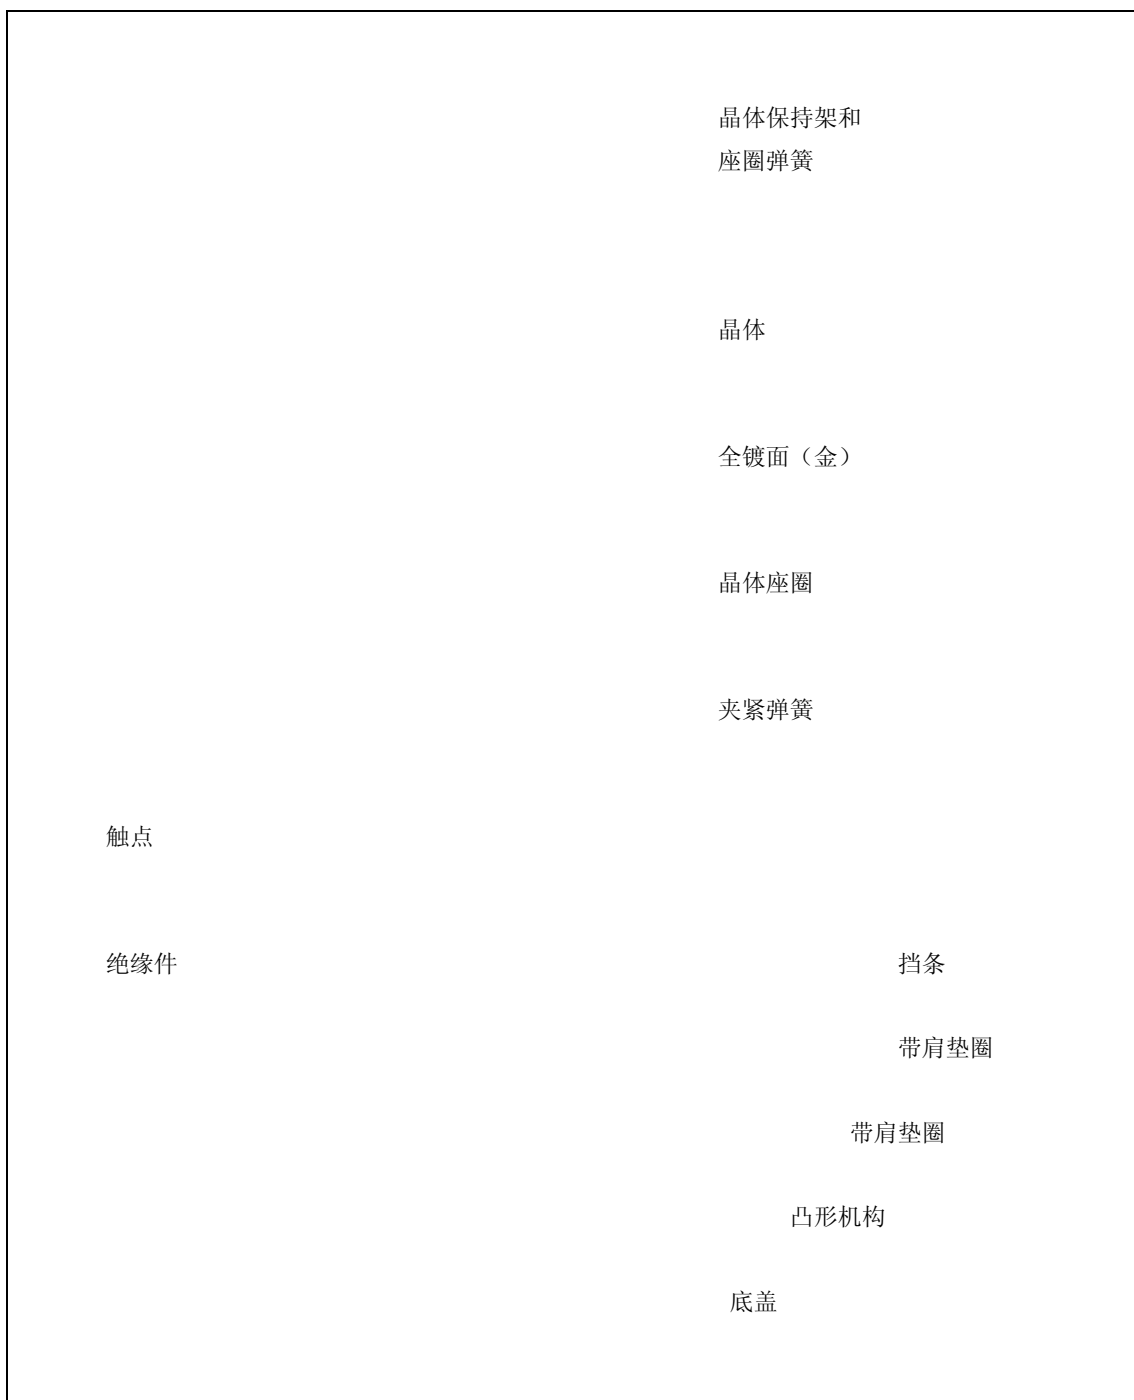 晶体保持架和
座圈弹簧
晶体
全镀面（金）
晶体座圈
夹紧弹簧
触点
绝缘件
挡条
带肩垫圈
带肩垫圈
凸形机构
底盖